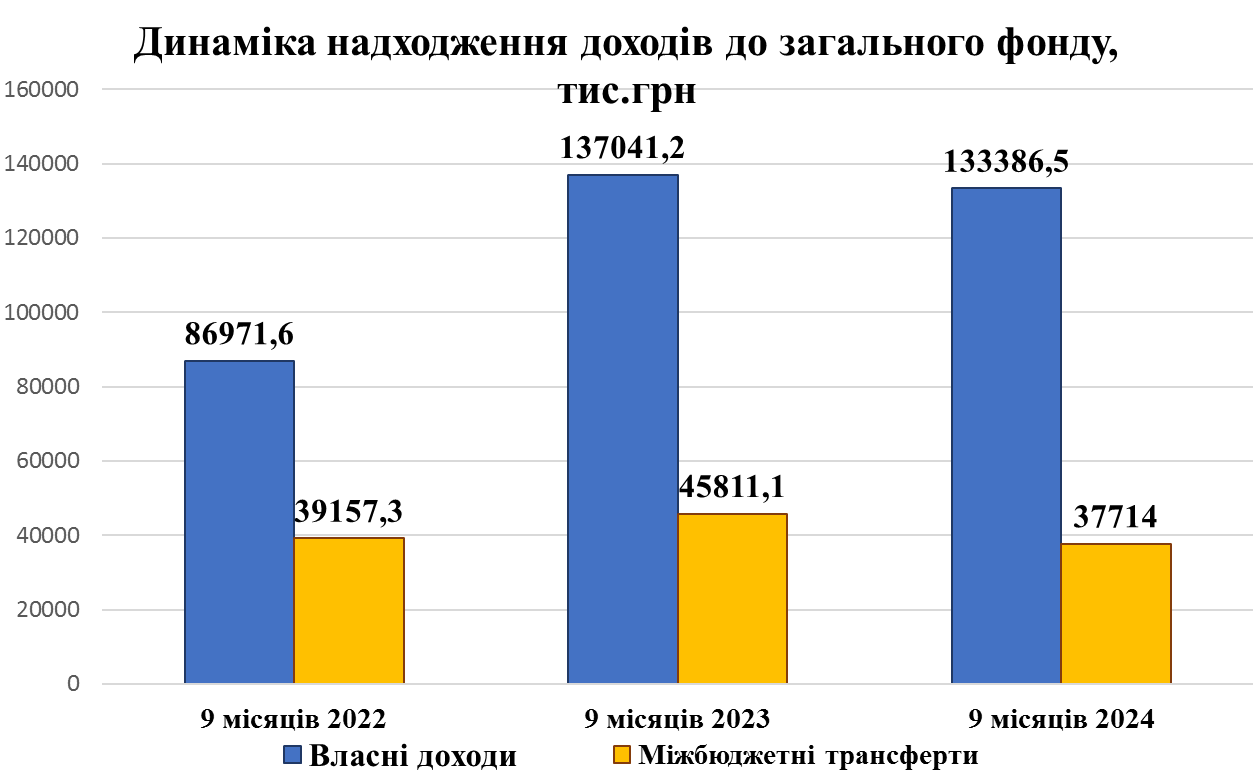 Динаміка надходження доходів до загального фонду,
тис.грн
160000
140000
120000
100000
80000
60000
40000
20000
0
86971,6
39157,3
137041,2
45811,1
133386,5
37714
9 місяців 2022
9 місяців 2023
9 місяців 2024
Власні доходи
Міжбюджетні трансферти